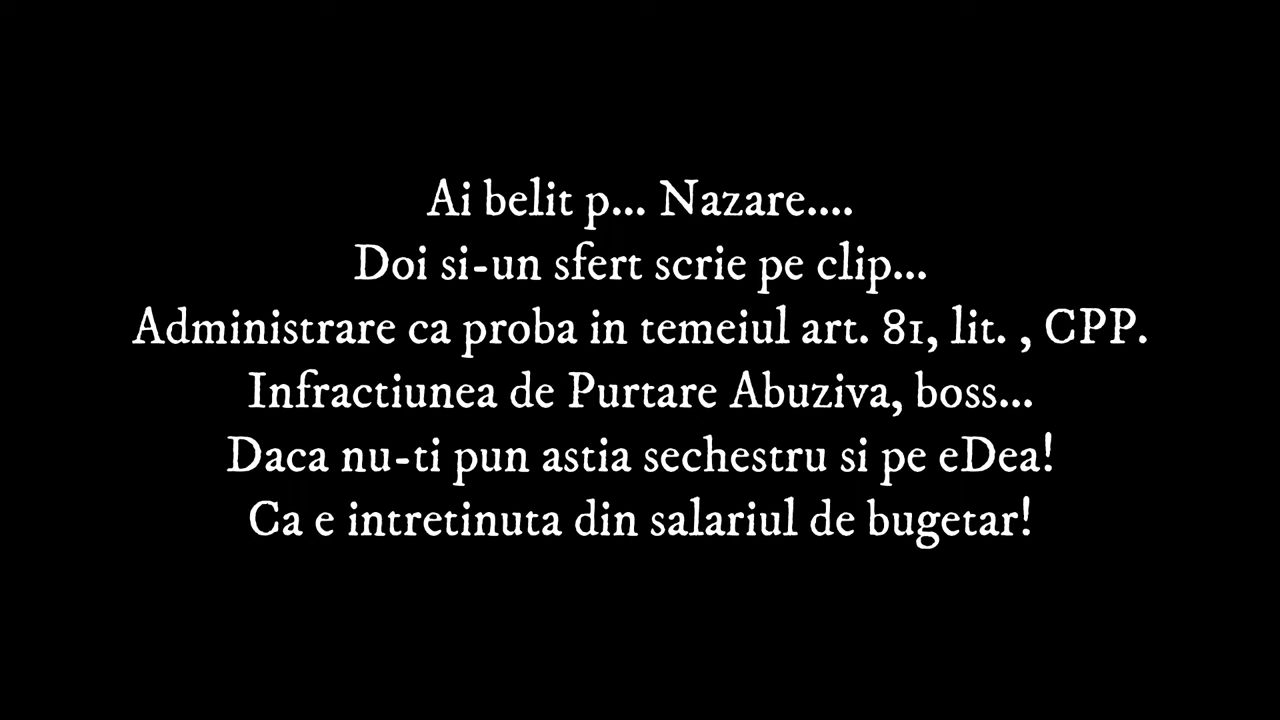 Ai belit p... Nazare....
Doi si-un sfert scrie pe clip...
Administrare ca proba in temeiul art. 81, lit. , CPP.
Infractiunea de Purtare Abuziva, boss...
Daca nu-ti pun astia sechestru si pe eDea!
Ca e intretinuta din salariul de bugetar!